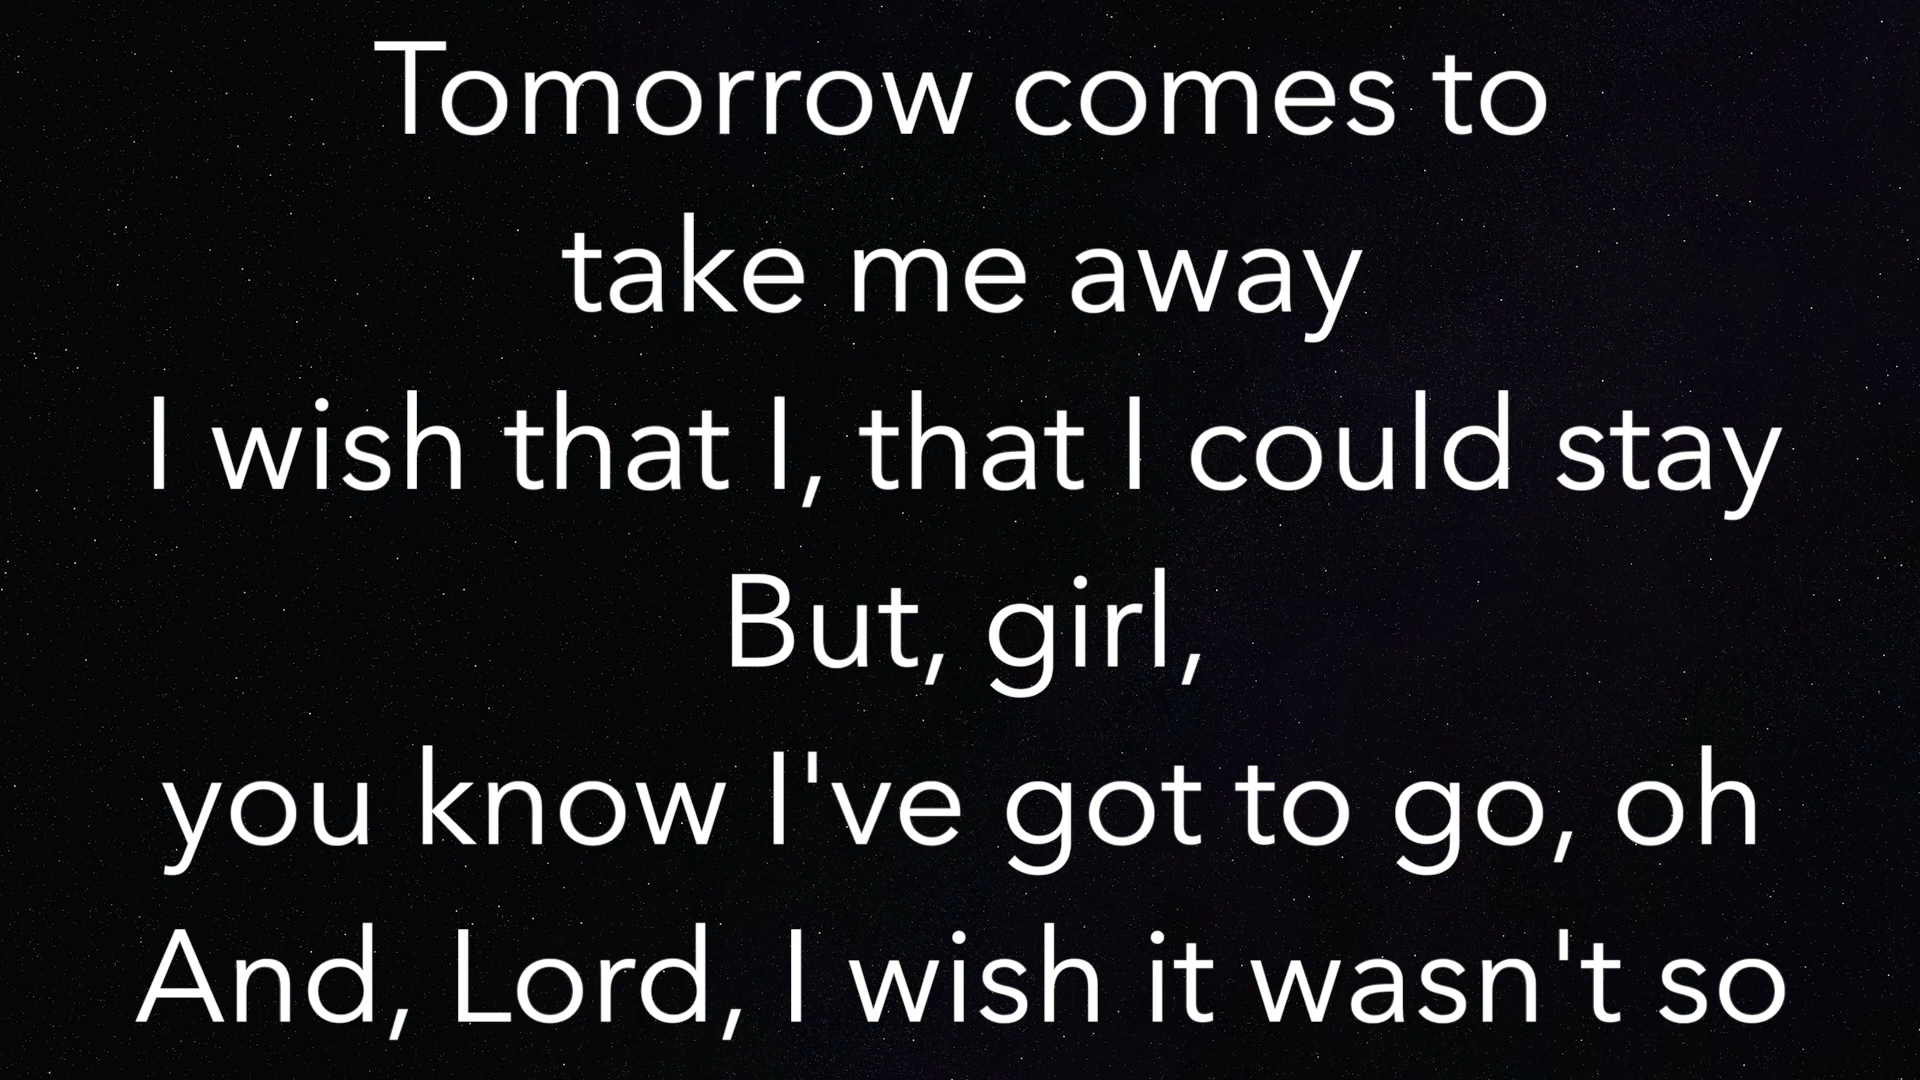 Tomorrow comes to
take me away
I wish that I, that I could stay
But, girl,
you know I've got to go, oh
And, Lord, I wish it wasn't so